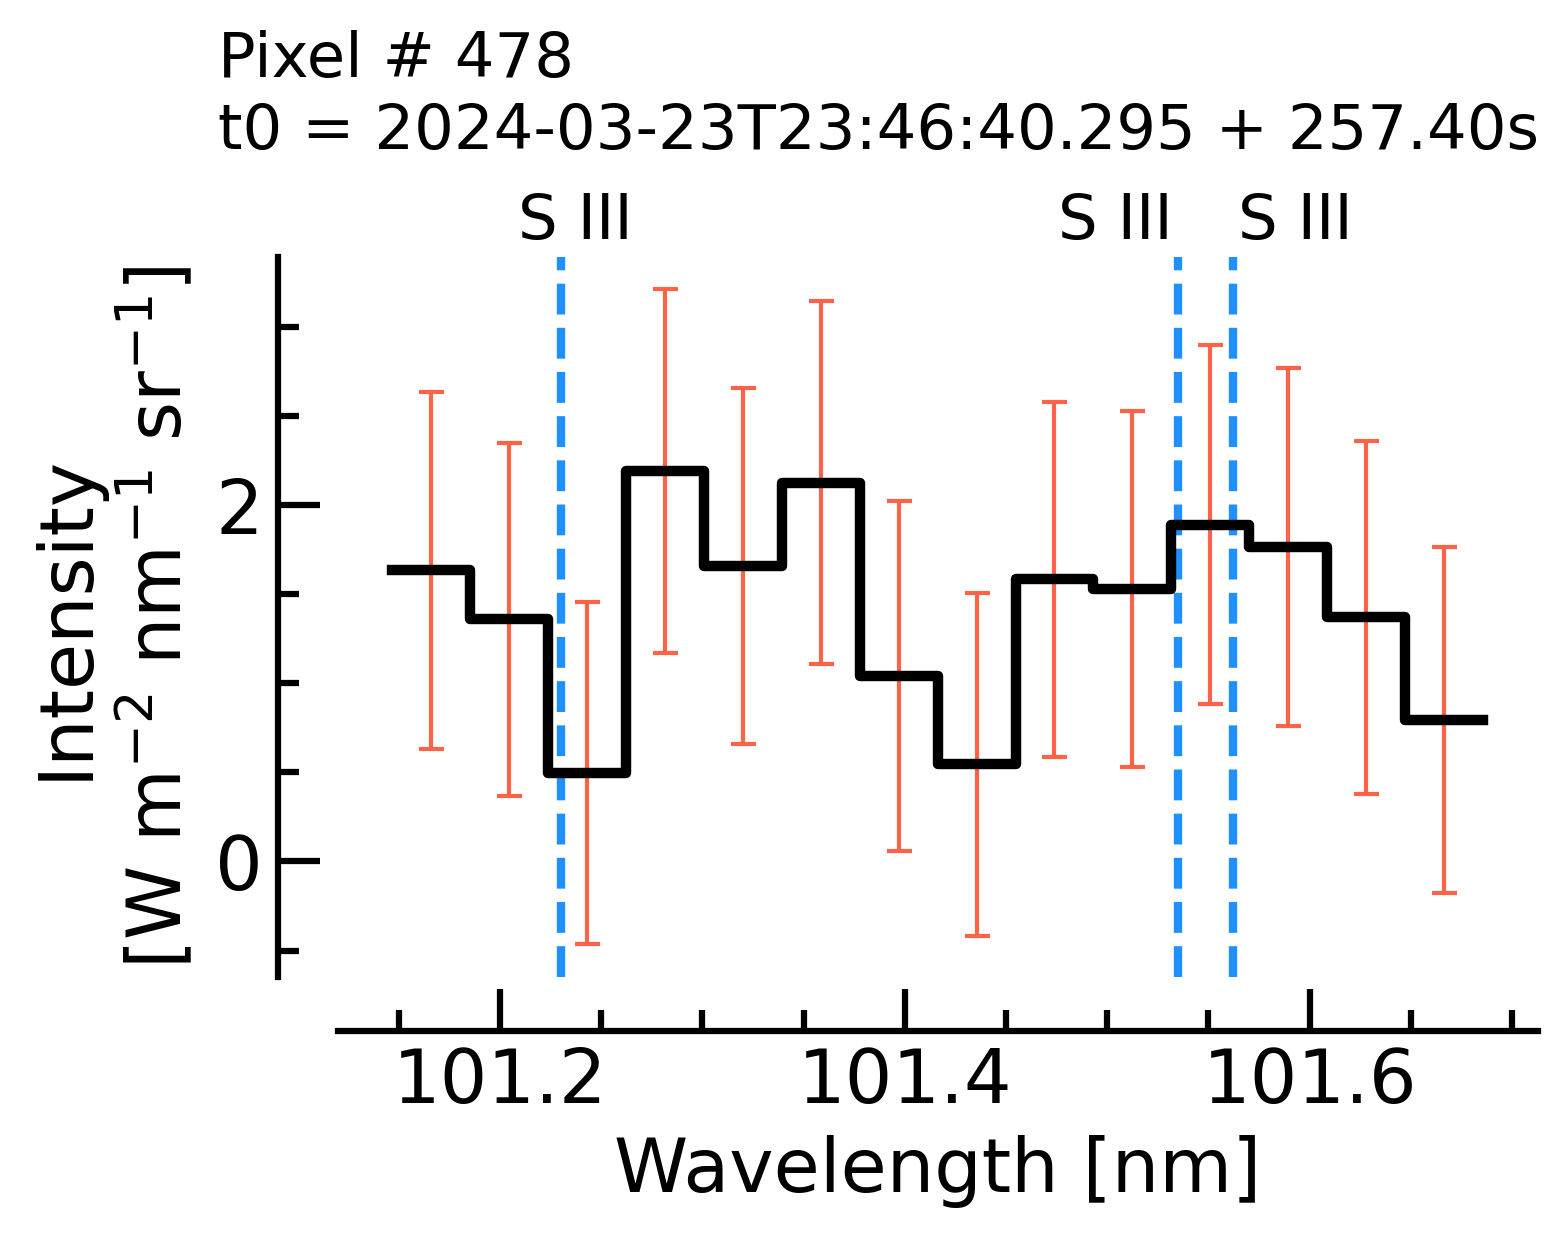 Pixel # 478
t0 = 2024-03-23T23:46:40.295 + 257.40s
S III S III S III
Intensity
[W m⁻² nm⁻¹ sr⁻¹]
2
0
101.2 101.4 101.6
Wavelength [nm]